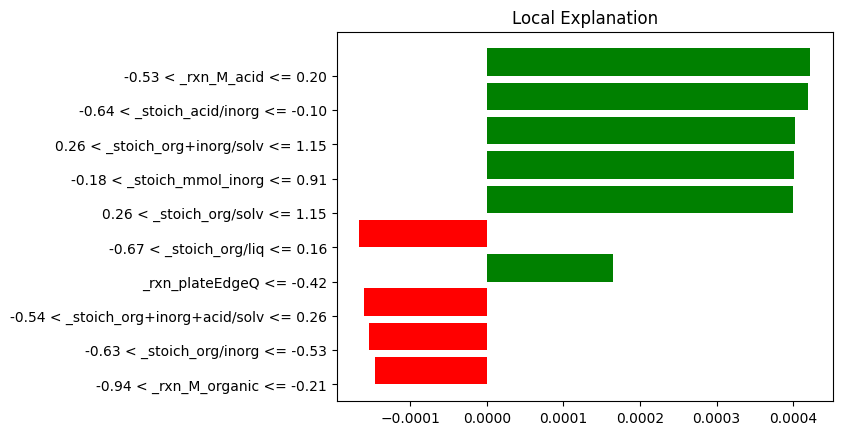 Local Explanation
-0.53 < _rxn_M_acid <= 0.20
-0.64 < _stoich_acid/inorg <= -0.10
0.26 < _stoich_org+inorg/solv <= 1.15
-0.18 < _stoich_mmol_inorg <= 0.91
0.26 < _stoich_org/solv <= 1.15
-0.67 < _stoich_org/liq <= 0.16
_rxn_plateEdgeQ <= -0.42
-0.54 < _stoich_org+inorg+acid/solv <= 0.26
-0.63 < _stoich_org/inorg <= -0.53
-0.94 < _rxn_M_organic <= -0.21
−0.0001 0.0000 0.0001 0.0002 0.0003 0.0004